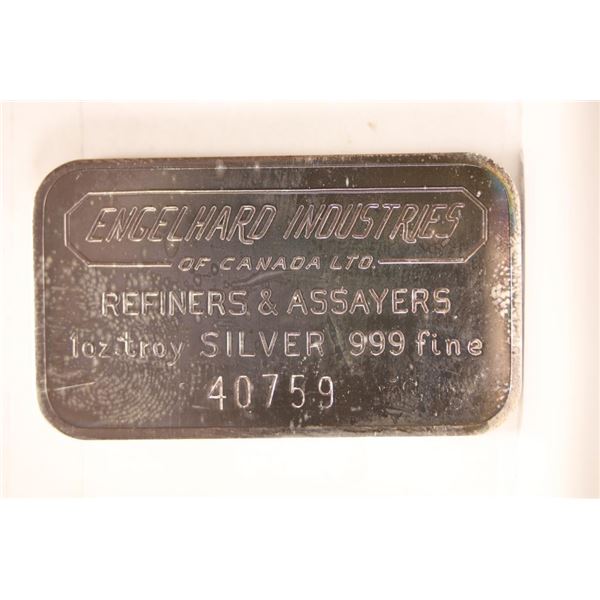 ENGELHARD INDUSTRIES
OF CANADA LTD.
REFINERS & ASSAYERS
1oz.troy SILVER 999 fine
40759